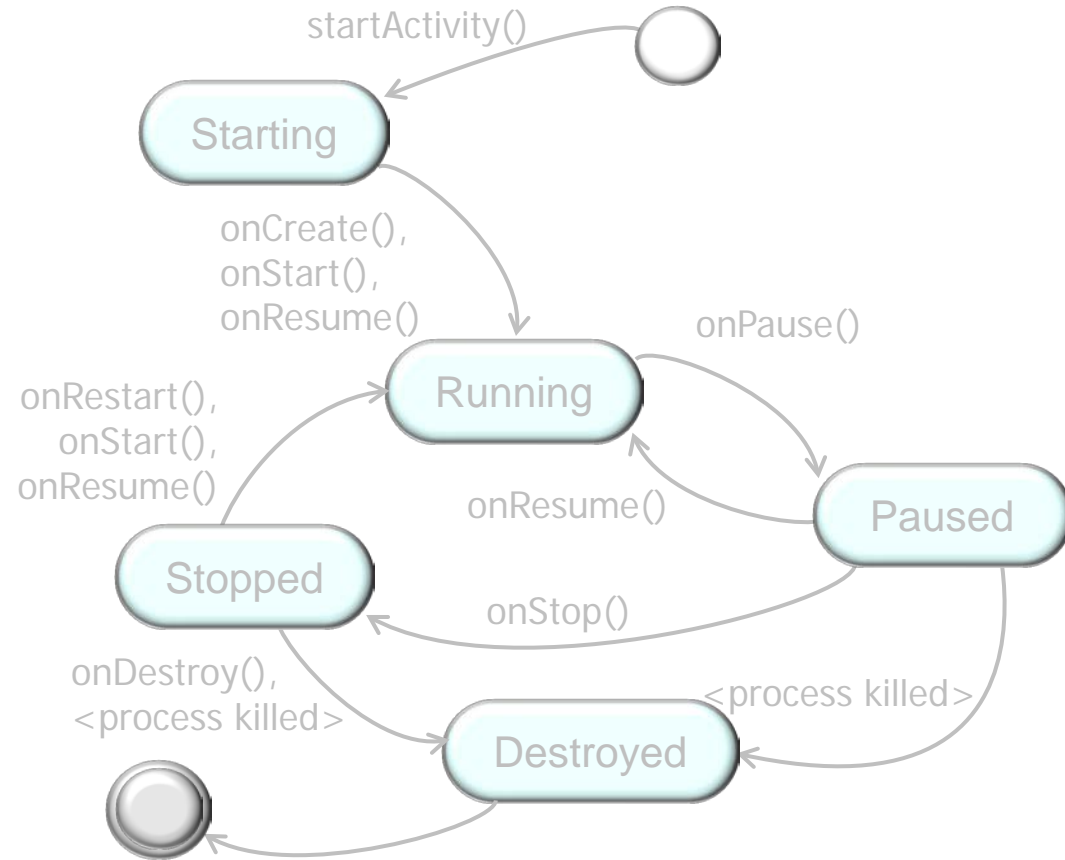 startActivity()
Starting
onCreate(),
onStart(),
onResume()
onPause()
Running
onRestart(),
onStart(),
onResume()
onResume()
Paused
Stopped
onStop()
onDestroy(),
<process killed>
<process killed>
Destroyed